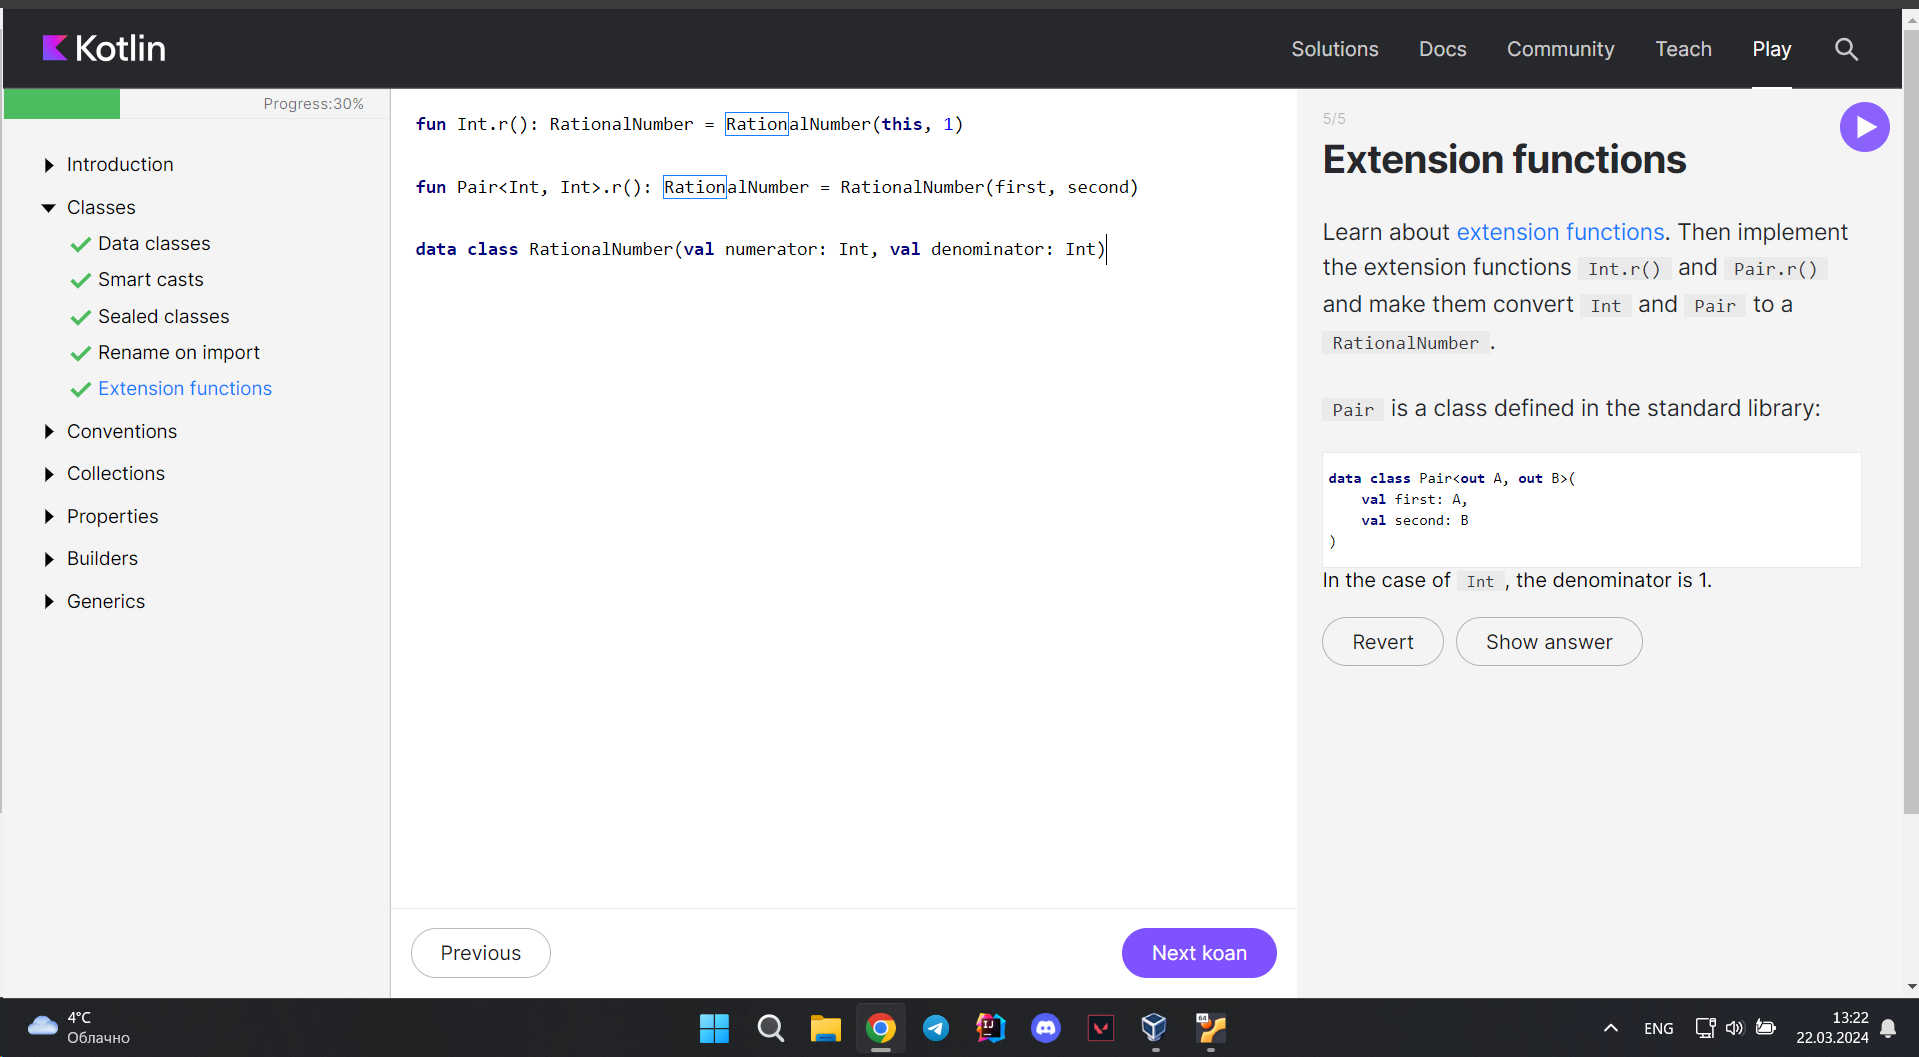 Kotlin
Solutions Docs Community Teach Play
Progress:30%
Introduction
Classes
Data classes
Smart casts
Sealed classes
Rename on import
Extension functions
Conventions
Collections
Properties
Builders
Generics
fun Int.r(): RationalNumber = RationalNumber(this, 1)
fun Pair<Int, Int>.r(): RationalNumber = RationalNumber(first, second)
data class RationalNumber(val numerator: Int, val denominator: Int)
Previous
Next koan
5/5
Extension functions
Learn about extension functions. Then implement
the extension functions Int.r() and Pair.r()
and make them convert Int and Pair to a
RationalNumber .
Pair is a class defined in the standard library:
data class Pair<out A, out B>(
val first: A,
val second: B
)
In the case of Int , the denominator is 1.
Revert
Show answer
4°C
Облачно
IJ
64
ENG
13:22
22.03.2024